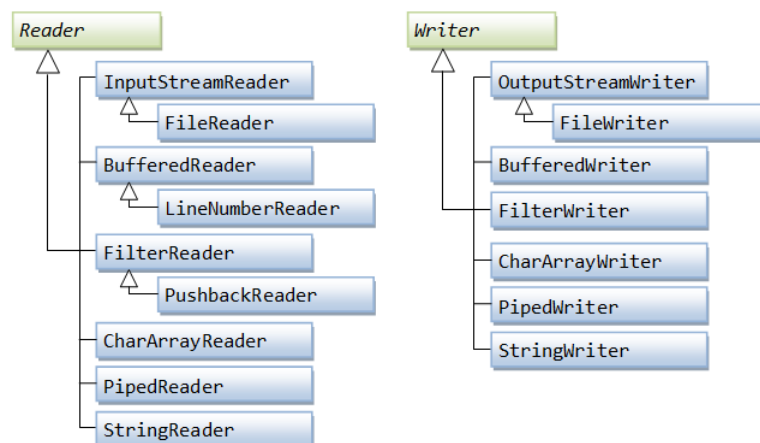 Reader
InputStreamReader
FileReader
BufferedReader
LineNumberReader
FilterReader
PushbackReader
CharArrayReader
PipedReader
StringReader
Writer
OutputStreamWriter
FileWriter
BufferedWriter
FilterWriter
CharArrayWriter
PipedWriter
StringWriter